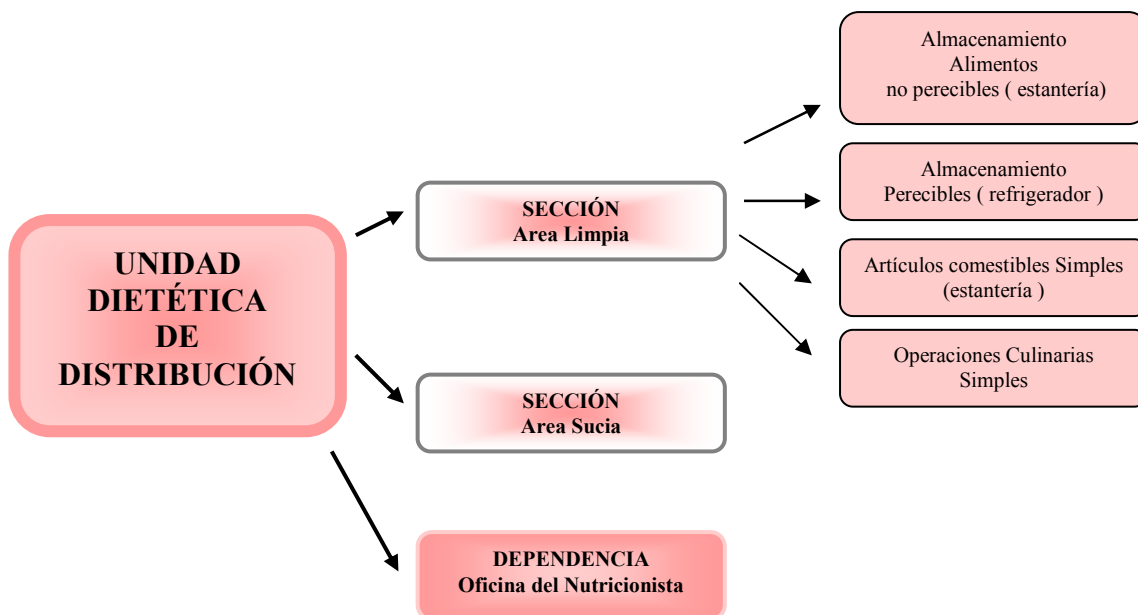 UNIDAD
DIETÉTICA
DE
DISTRIBUCIÓN
SECCIÓN
Area Limpia
SECCIÓN
Area Sucia
DEPENDENCIA
Oficina del Nutricionista
Almacenamiento
Alimentos
no perecibles ( estantería)
Almacenamiento
Perecibles ( refrigerador )
Artículos comestibles Simples
(estantería )
Operaciones Culinarias
Simples